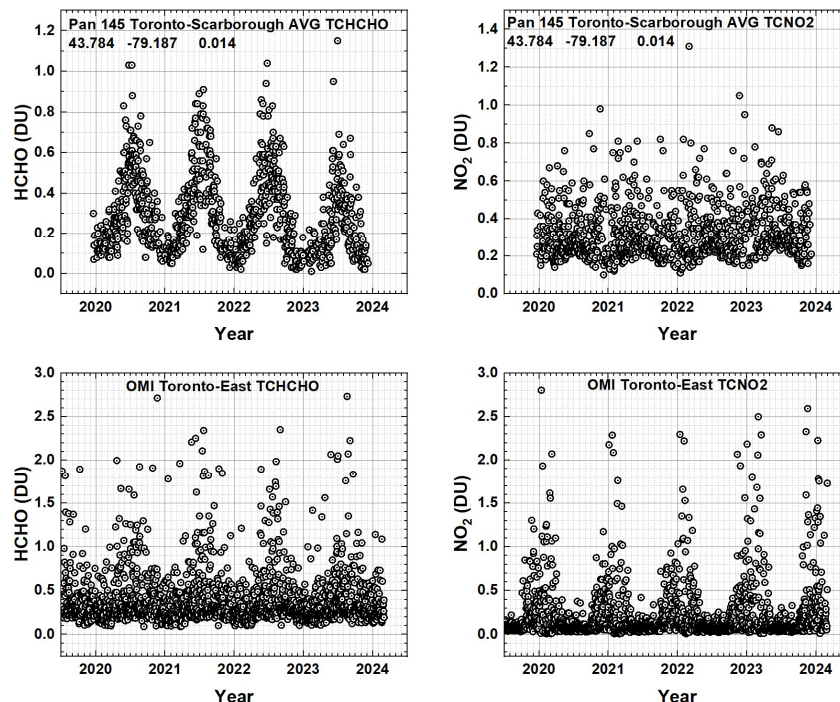 Pan 145 Toronto-Scarborough AVG TCHCHO
43.784 -79.187 0.014
HCHO (DU)
1.2
1.0
0.8
0.6
0.4
0.2
0.0
2020 2021 2022 2023 2024
Year
Pan 145 Toronto-Scarborough AVG TCNO2
43.784 -79.187 0.014
NO2 (DU)
1.4
1.2
1.0
0.8
0.6
0.4
0.2
0.0
2020 2021 2022 2023 2024
Year
OMI Toronto-East TCHCHO
HCHO (DU)
3.0
2.5
2.0
1.5
1.0
0.5
0.0
2020 2021 2022 2023 2024
Year
OMI Toronto-East TCNO2
NO2 (DU)
3.0
2.5
2.0
1.5
1.0
0.5
0.0
2020 2021 2022 2023 2024
Year